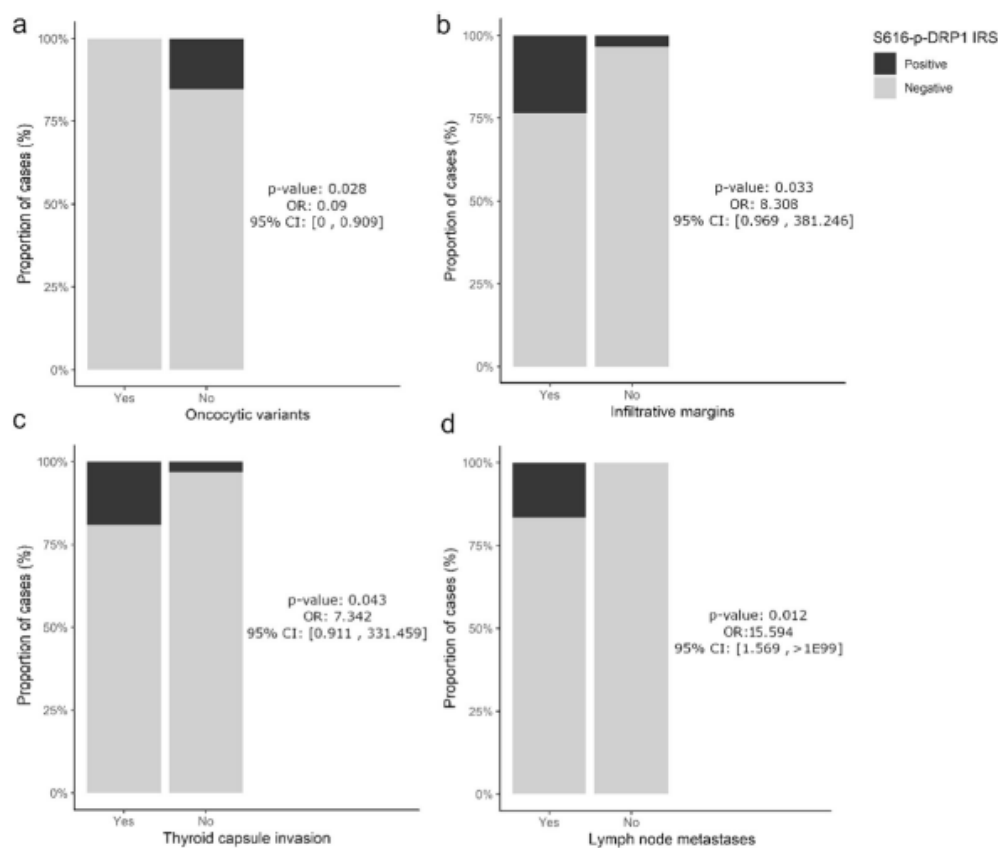 a
100%
75%
50%
25%
0%
Proportion of cases (%)
p-value: 0.028
OR: 0.09
95% CI: [0 , 0.909]
Yes
No
Oncocytic variants
b
100%
75%
50%
25%
0%
Proportion of cases (%)
p-value: 0.033
OR: 8.308
95% CI: [0.969 , 381.246]
Yes
No
Infiltrative margins
S616-p-DRP1 IRS
Positive
Negative
c
100%
75%
50%
25%
0%
Proportion of cases (%)
p-value: 0.043
OR: 7.342
95% CI: [0.911 , 331.459]
Yes
No
Thyroid capsule invasion
d
100%
75%
50%
25%
0%
Proportion of cases (%)
p-value: 0.012
OR:15.594
95% CI: [1.569 , >1E99]
Yes
No
Lymph node metastases